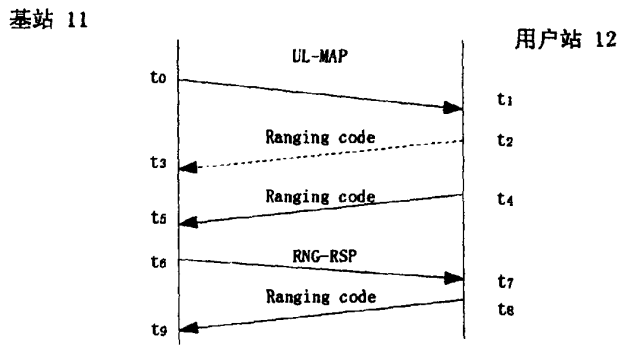 基站 11
用户站 12
UL-MAP
t0
t1
Ranging code
t2
t3
Ranging code
t4
t5
t6
RNG-RSP
t7
Ranging code
t8
t9